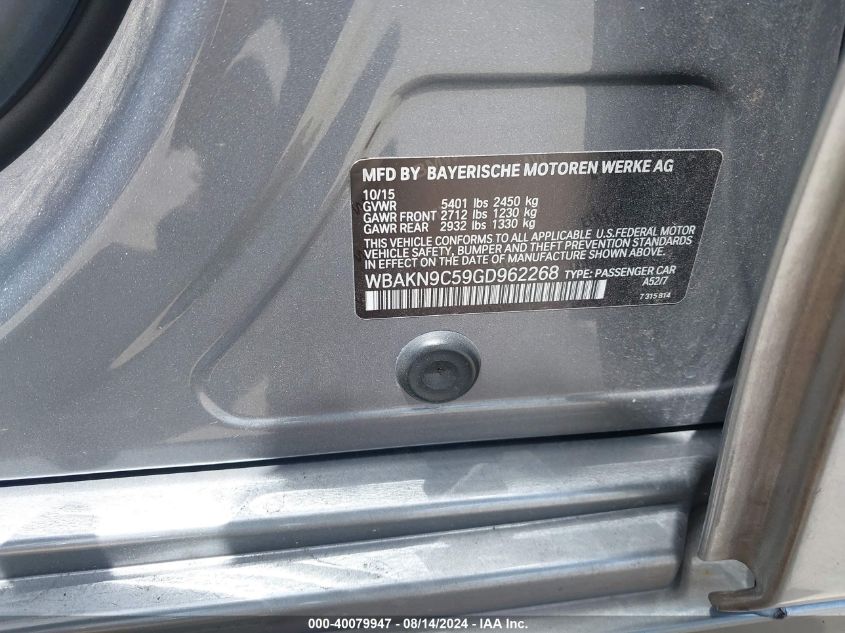 MFD BY BAYERISCHE MOTOREN WERKE AG
10/15
GVWR 5401 lbs 2450 kg
GAWR FRONT 2712 lbs 1230 kg
GAWR REAR 2932 lbs 1330 kg
THIS VEHICLE CONFORMS TO ALL APPLICABLE U.S.FEDERAL MOTOR
VEHICLE SAFETY, BUMPER AND THEFT PREVENTION STANDARDS
IN EFFECT ON THE DATE OF MANUFACTURE SHOWN ABOVE.
WBAKN9C59GD962268 TYPE: PASSENGER CAR
A52/7
7 315 814
000-40079947 - 08/14/2024 - IAA Inc.